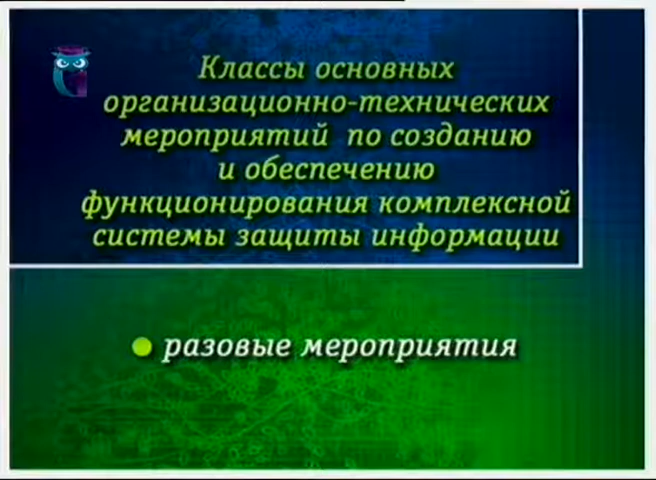 Классы основных
организационно-технических
мероприятий по созданию
и обеспечению
функционирования комплексной
системы защиты информации
разовые мероприятия